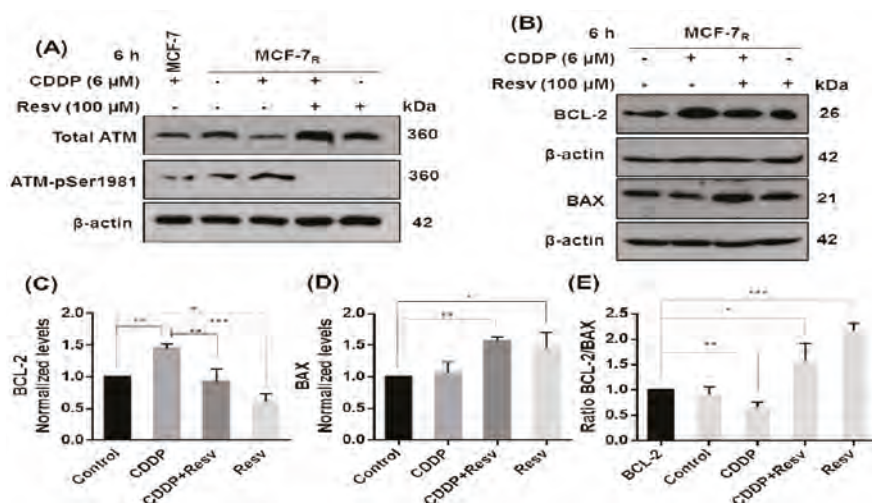 (A)
6 h
MCF-7
MCF-7R
CDDP (6 µM) + - + + -
Resv (100 µM) - - - + + kDa
Total ATM 360
ATM-pSer1981 360
β-actin 42
(B)
6 h MCF-7R
CDDP (6 µM) - + + -
Resv (100 µM) - - + + kDa
BCL-2 26
β-actin 42
BAX 21
β-actin 42
(C)
BCL-2
Normalized levels
2.0
1.5
1.0
0.5
0.0
Control
CDDP
CDDP+Resv
Resv
(D)
BAX
Normalized levels
2.0
1.5
1.0
0.5
0.0
Control
CDDP
CDDP+Resv
Resv
(E)
Ratio BCL-2/BAX
2.5
2.0
1.5
1.0
0.5
0.0
BCL-2
Control
CDDP
CDDP+Resv
Resv